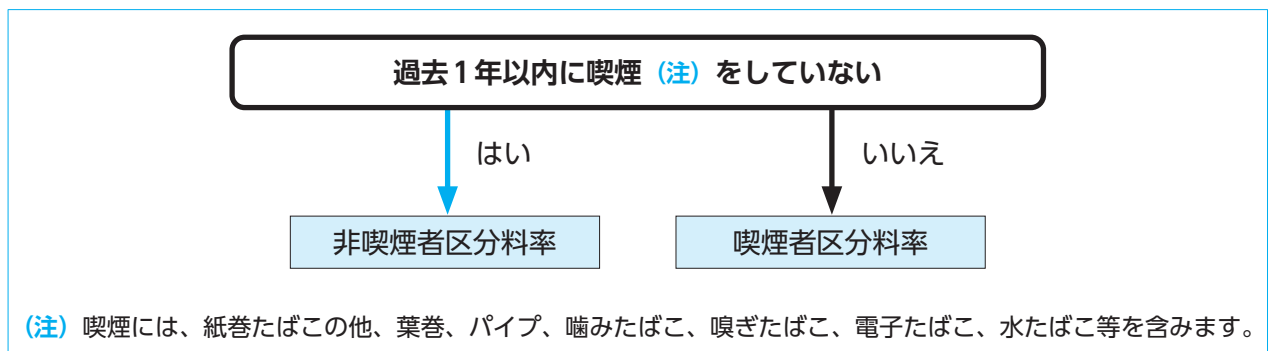 過去1年以内に喫煙（注）をしていない
はい
いいえ
非喫煙者区分料率
喫煙者区分料率
（注）喫煙には、紙巻たばこの他、葉巻、パイプ、噛みたばこ、嗅ぎたばこ、電子たばこ、水たばこ等を含みます。